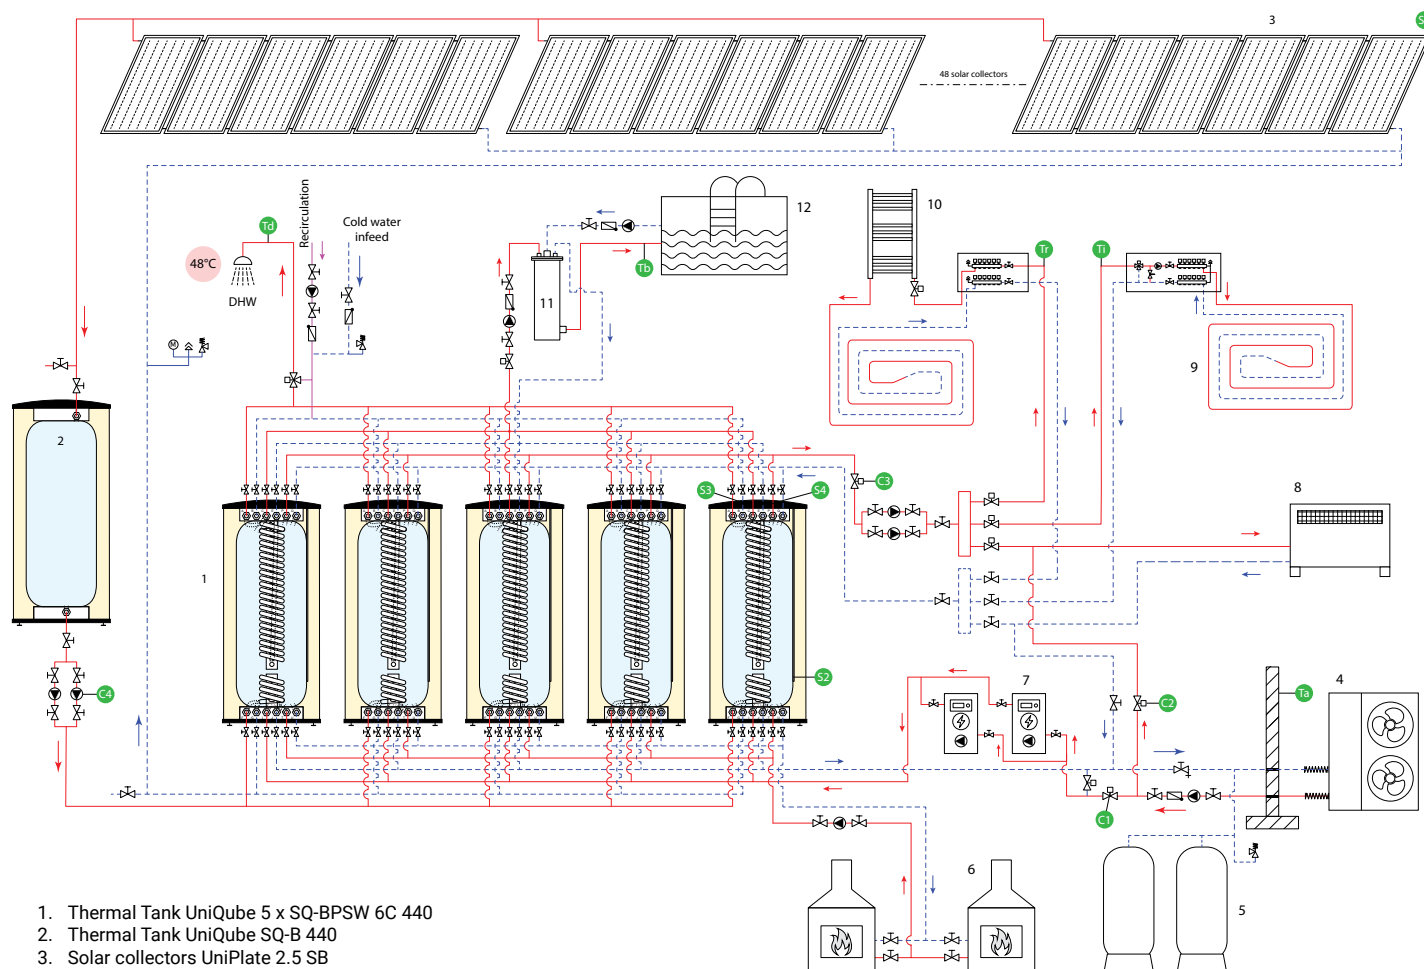 3
S
48 solar collectors
Recirculation
Cold water
infeed
Td
48°C
DHW
12
10
Tb
Tr
Ti
11
M
9
2
C3
S3
S4
8
1
S2
C4
7
4
Ta
C2
C1
6
5
1. Thermal Tank UniQube 5 x SQ-BPSW 6C 440
2. Thermal Tank UniQube SQ-B 440
3. Solar collectors UniPlate 2.5 SB